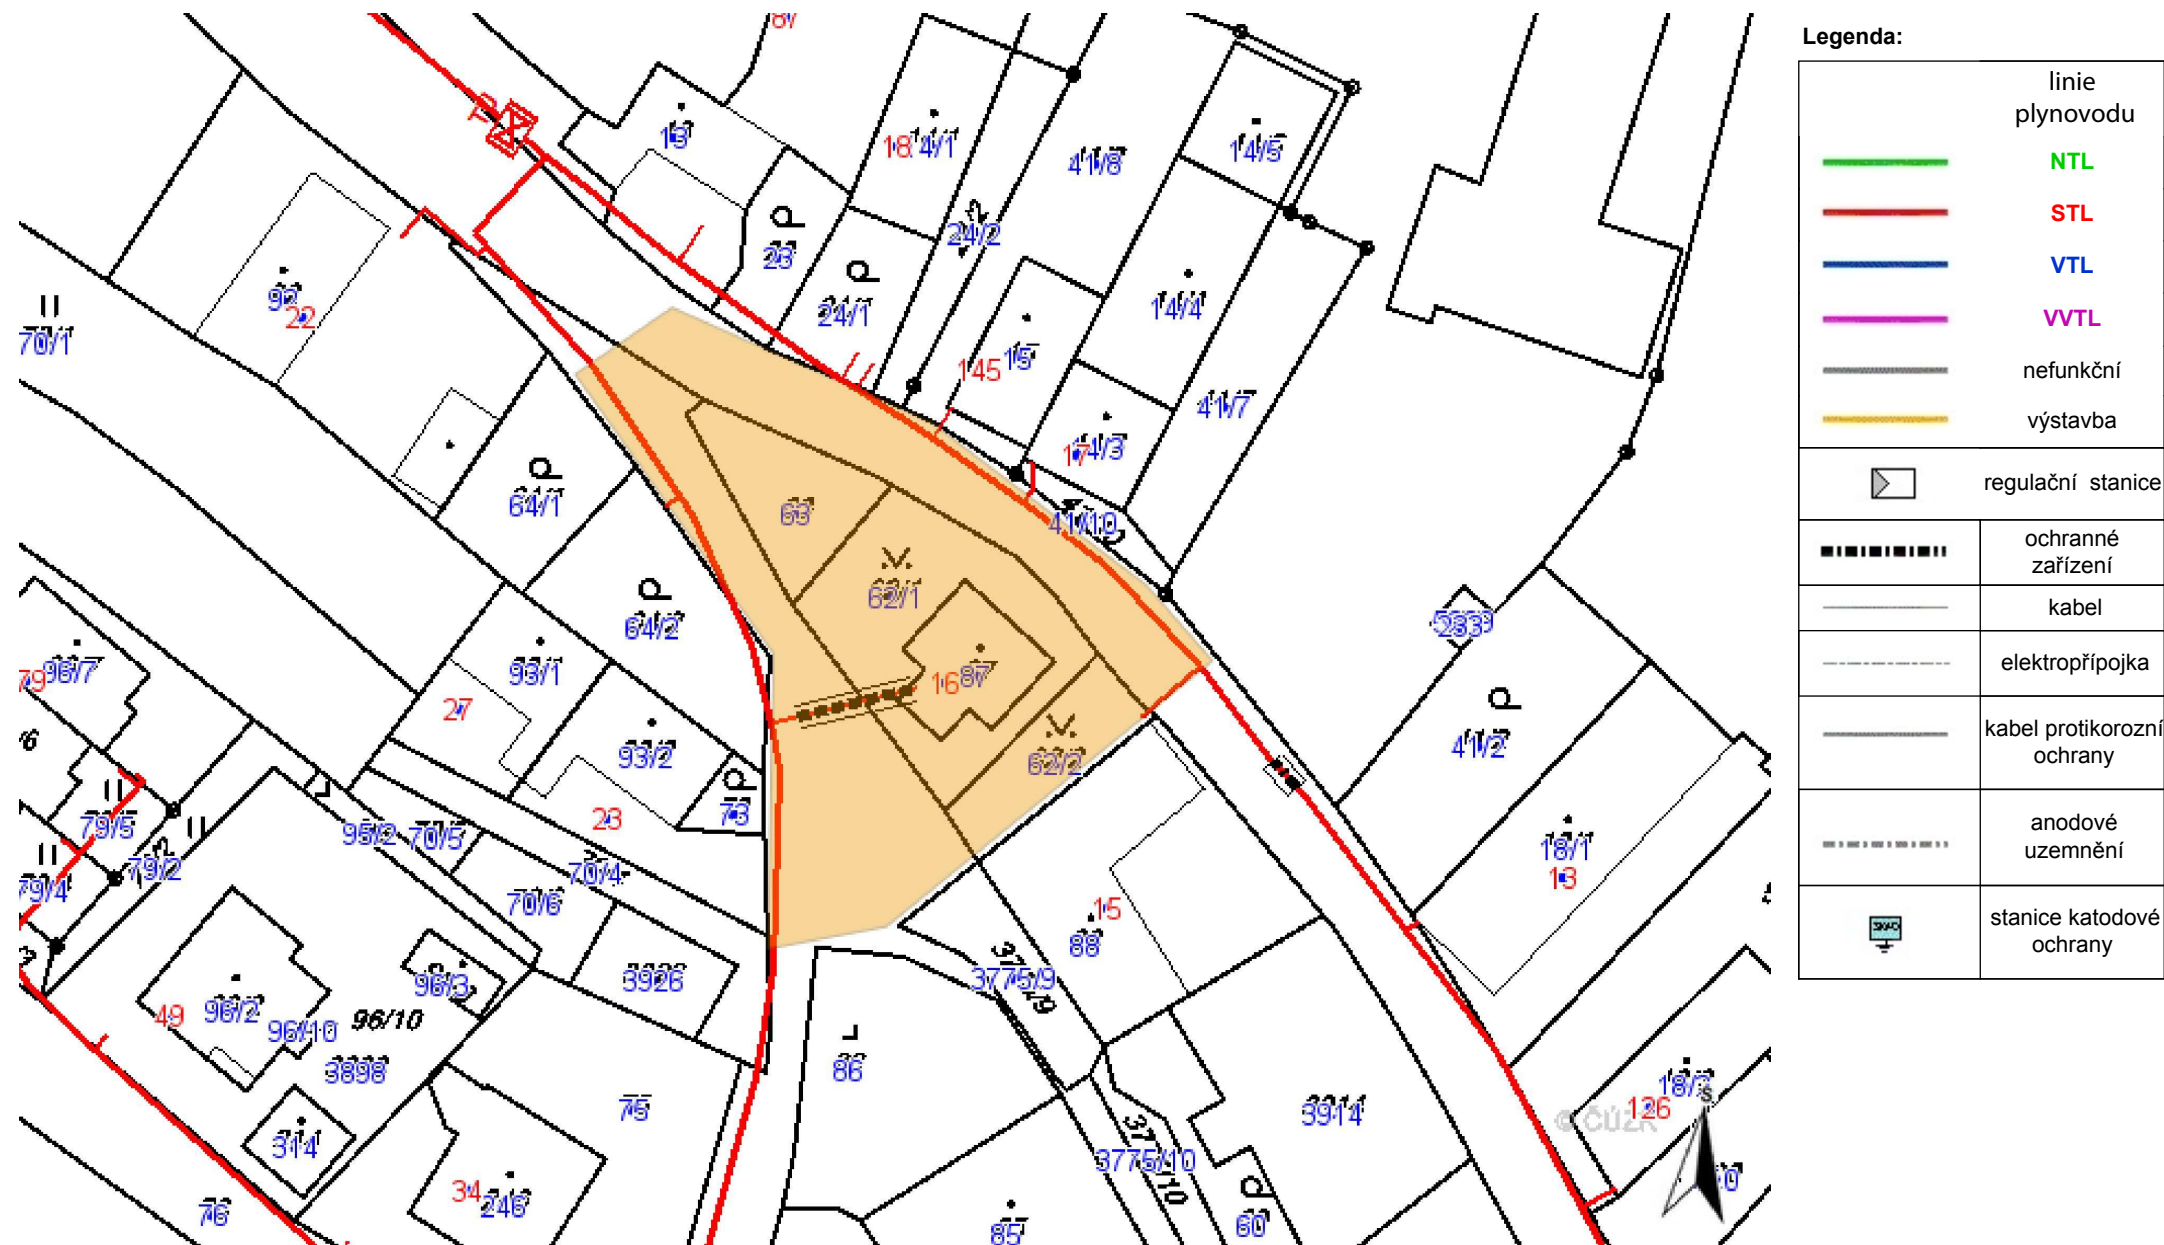 Legenda:
linie
plynovodu
NTL
STL
VTL
VVTL
nefunkční
výstavba
regulační stanice
ochranné
zařízení
kabel
elektropřípojka
kabel protikorozní
ochrany
anodové
uzemnění
stanice katodové
ochrany
13
18
14/1
41/8
14/5
23
24/2
24/1
92
22
70/1
14/4
145
15
41/7
17
14/3
64/1
63
41/10
62/1
64/2
96/7
79
93/1
27
16
87
41/2
93/2
62/2
73
23
79/5
95/2
70/5
79/2
70/4
79/4
70/6
18/1
13
15
88
3926
96/3
3775/9
49
96/2
96/10
96/10
3898
86
75
314
3914
126
© ČÚZK
S
3775/10
34
246
76
85
60